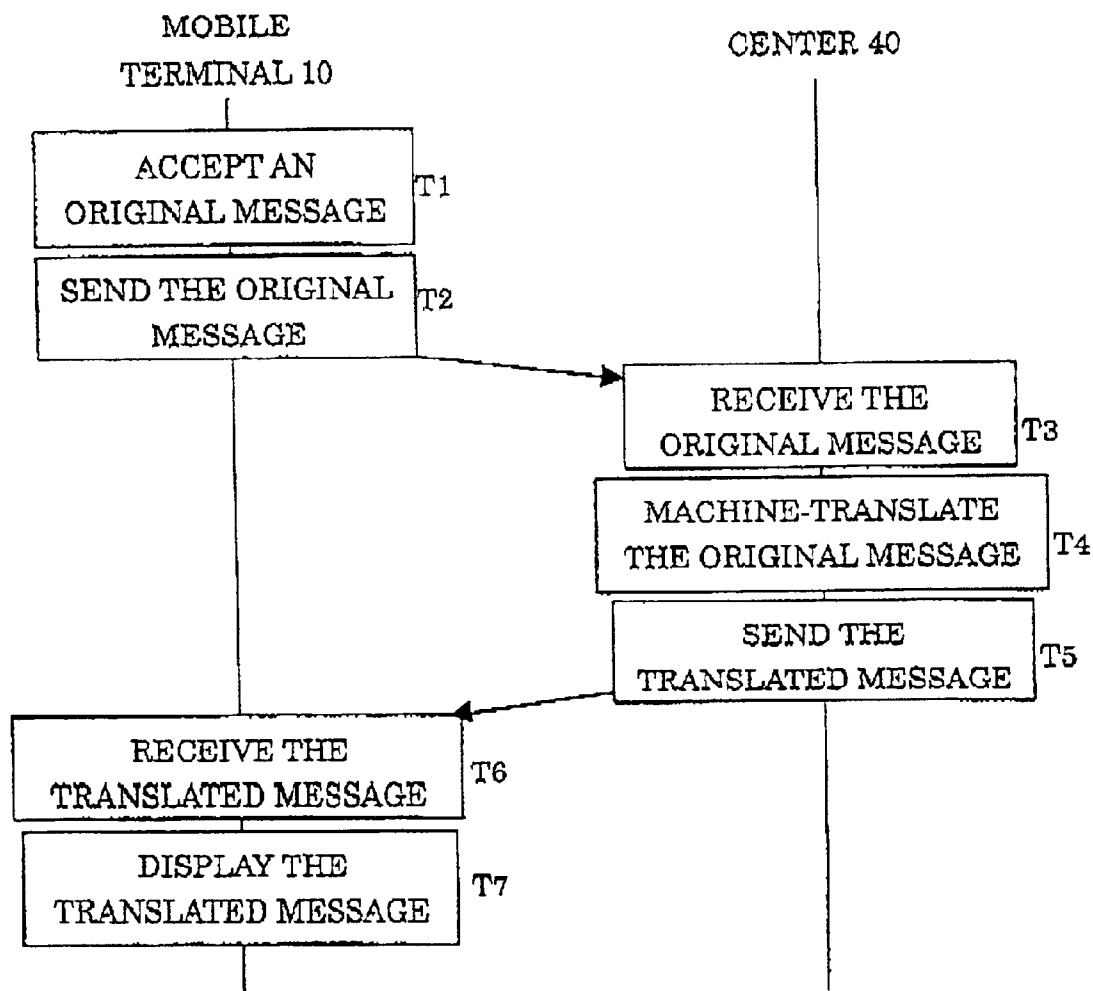 MOBILE
TERMINAL 10
CENTER 40
ACCEPT AN
ORIGINAL MESSAGE
T1
SEND THE ORIGINAL
MESSAGE
T2
RECEIVE THE
ORIGINAL MESSAGE
T3
MACHINE-TRANSLATE
THE ORIGINAL MESSAGE
T4
SEND THE
TRANSLATED MESSAGE
T5
RECEIVE THE
TRANSLATED MESSAGE
T6
DISPLAY THE
TRANSLATED MESSAGE
T7